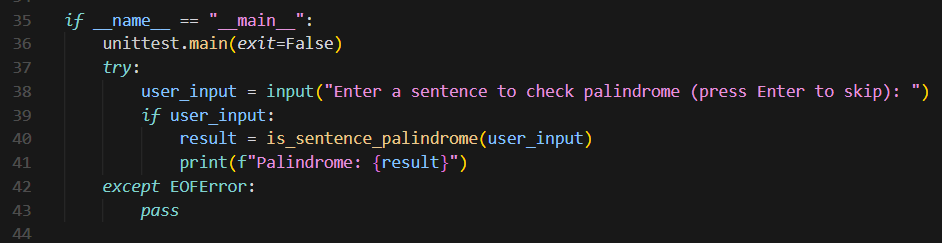 35 if __name__ == "__main__":
36     unittest.main(exit=False)
37     try:
38         user_input = input("Enter a sentence to check palindrome (press Enter to skip): ")
39         if user_input:
40             result = is_sentence_palindrome(user_input)
41             print(f"Palindrome: {result}")
42     except EOFError:
43         pass
44